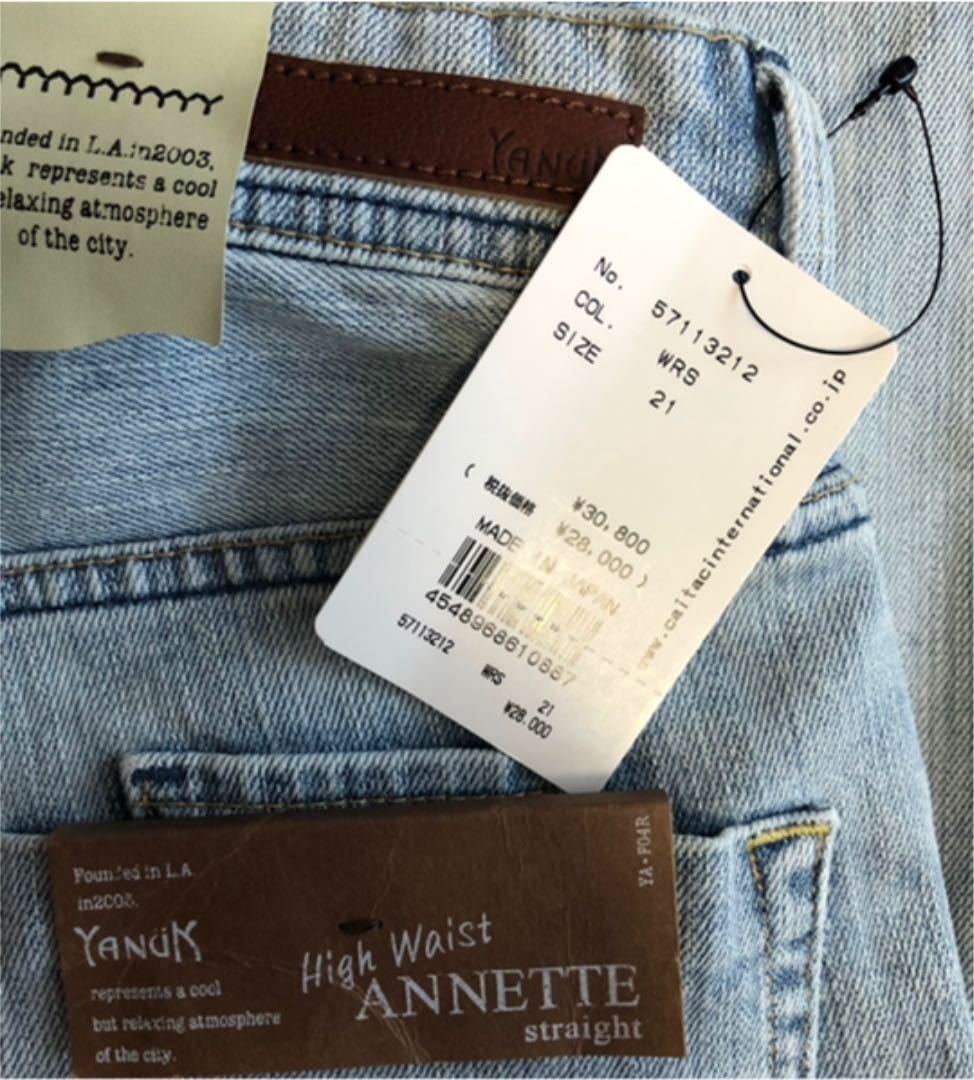 nded in L.A.in2003.
k represents a cool
elaxing atmosphere
of the city.
YANUK
No. 57113212
COL. WRS
SIZE 21
¥30,800
( 税抜価格 ¥28,000 )
MADE IN JAPAN
4548968610887
57113212 WRS 21
¥28.000
www.caitacinternational.co.jp
YA・F04R
Founded in L.A
in2003.
YANUK
represents a cool
but relaxing atmosphere
of the city.
High Waist
ANNETTE
straight